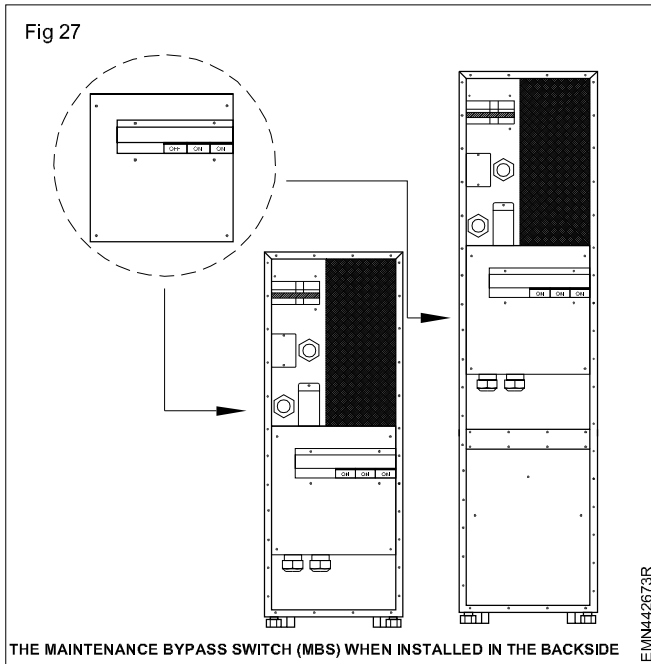 Fig 27
OFF ON ON
ON ON ON
ON ON ON
THE MAINTENANCE BYPASS SWITCH (MBS) WHEN INSTALLED IN THE BACKSIDE
EMN442673R